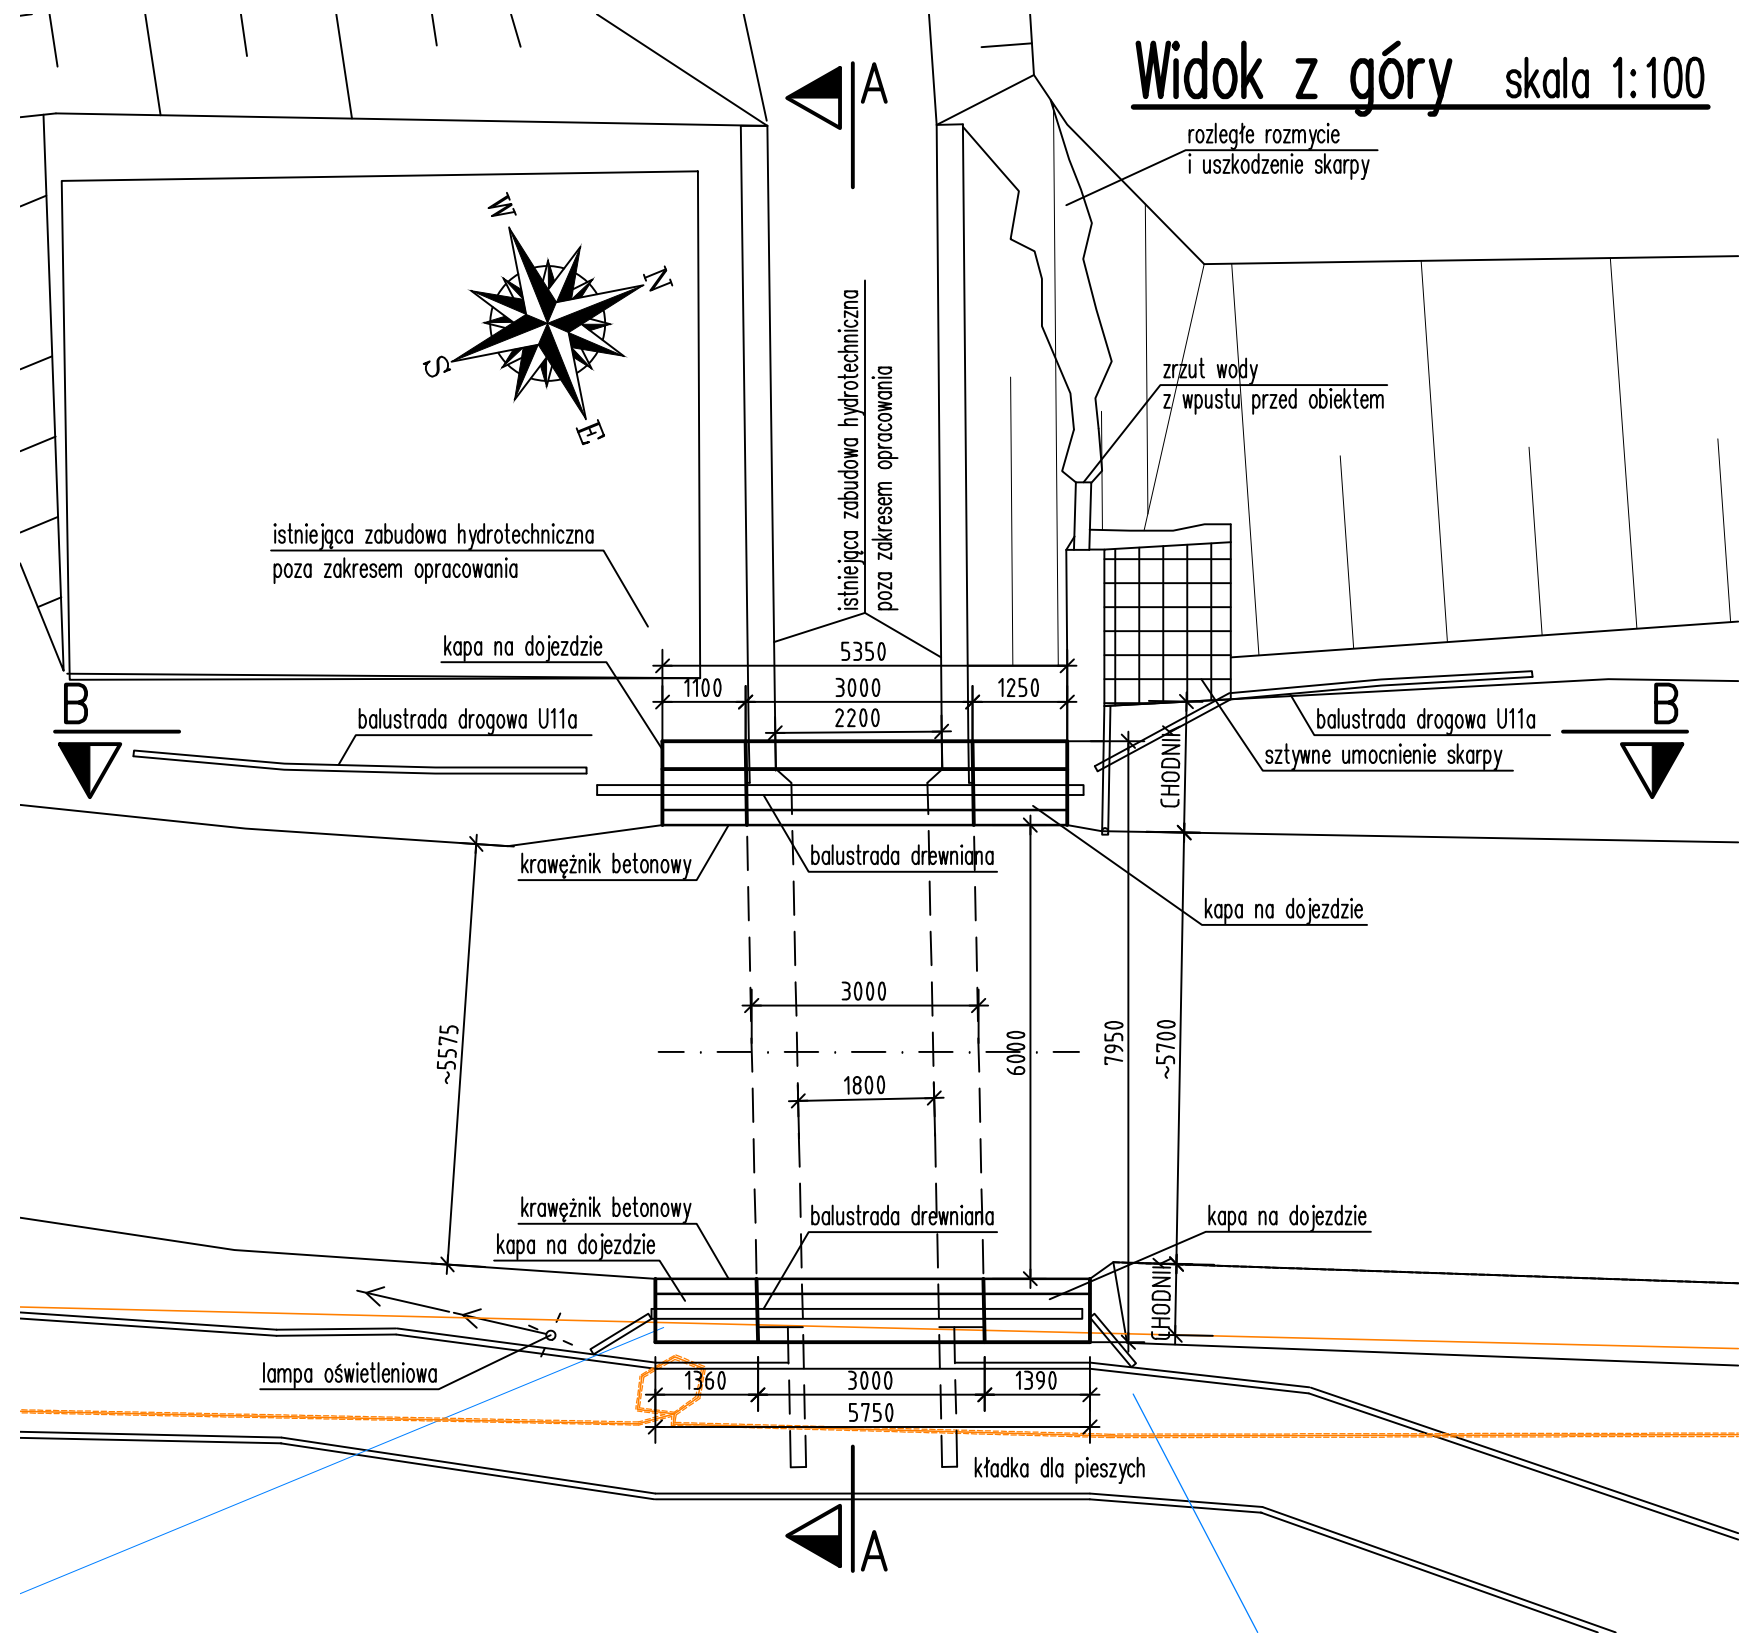 Widok z góry skala 1:100
A
rozległe rozmycie
i uszkodzenie skarpy
W
N
S
E
istniejąca zabudowa hydrotechniczna
poza zakresem opracowania
zrzut wody
z wpustu przed obiektem
istniejąca zabudowa hydrotechniczna
poza zakresem opracowania
kapa na dojezdzie
5350
1100
3000
1250
2200
B
B
balustrada drogowa U11a
balustrada drogowa U11a
sztywne umocnienie skarpy
CHODNIK
krawężnik betonowy
balustrada drewniana
kapa na dojezdzie
3000
~5575
6000
7950
~5700
1800
krawężnik betonowy
balustrada drewniana
kapa na dojezdzie
kapa na dojezdzie
CHODNIK
lampa oświetleniowa
1360
3000
1390
5750
kładka dla pieszych
A